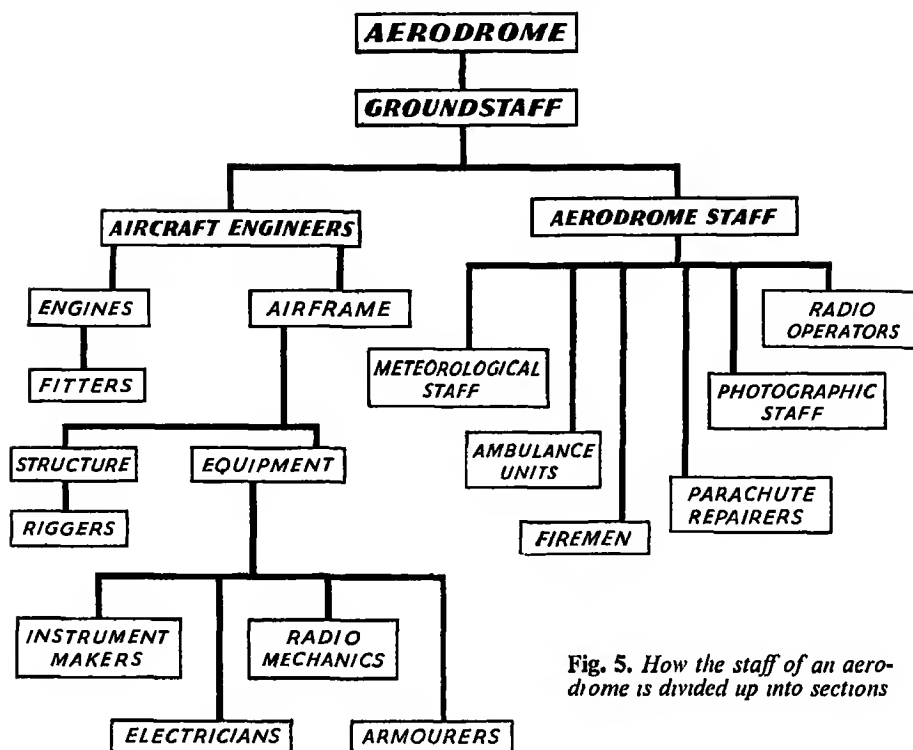 AERODROME
GROUNDSTAFF
AIRCRAFT ENGINEERS
AERODROME STAFF
ENGINES
AIRFRAME
RADIO
OPERATORS
METEOROLOGICAL
STAFF
FITTERS
PHOTOGRAPHIC
STAFF
STRUCTURE
EQUIPMENT
AMBULANCE
UNITS
PARACHUTE
REPAIRERS
RIGGERS
FIREMEN
INSTRUMENT
MAKERS
RADIO
MECHANICS
ELECTRICIANS
ARMOURERS
Fig. 5. How the staff of an aero-
drome is divided up into sections